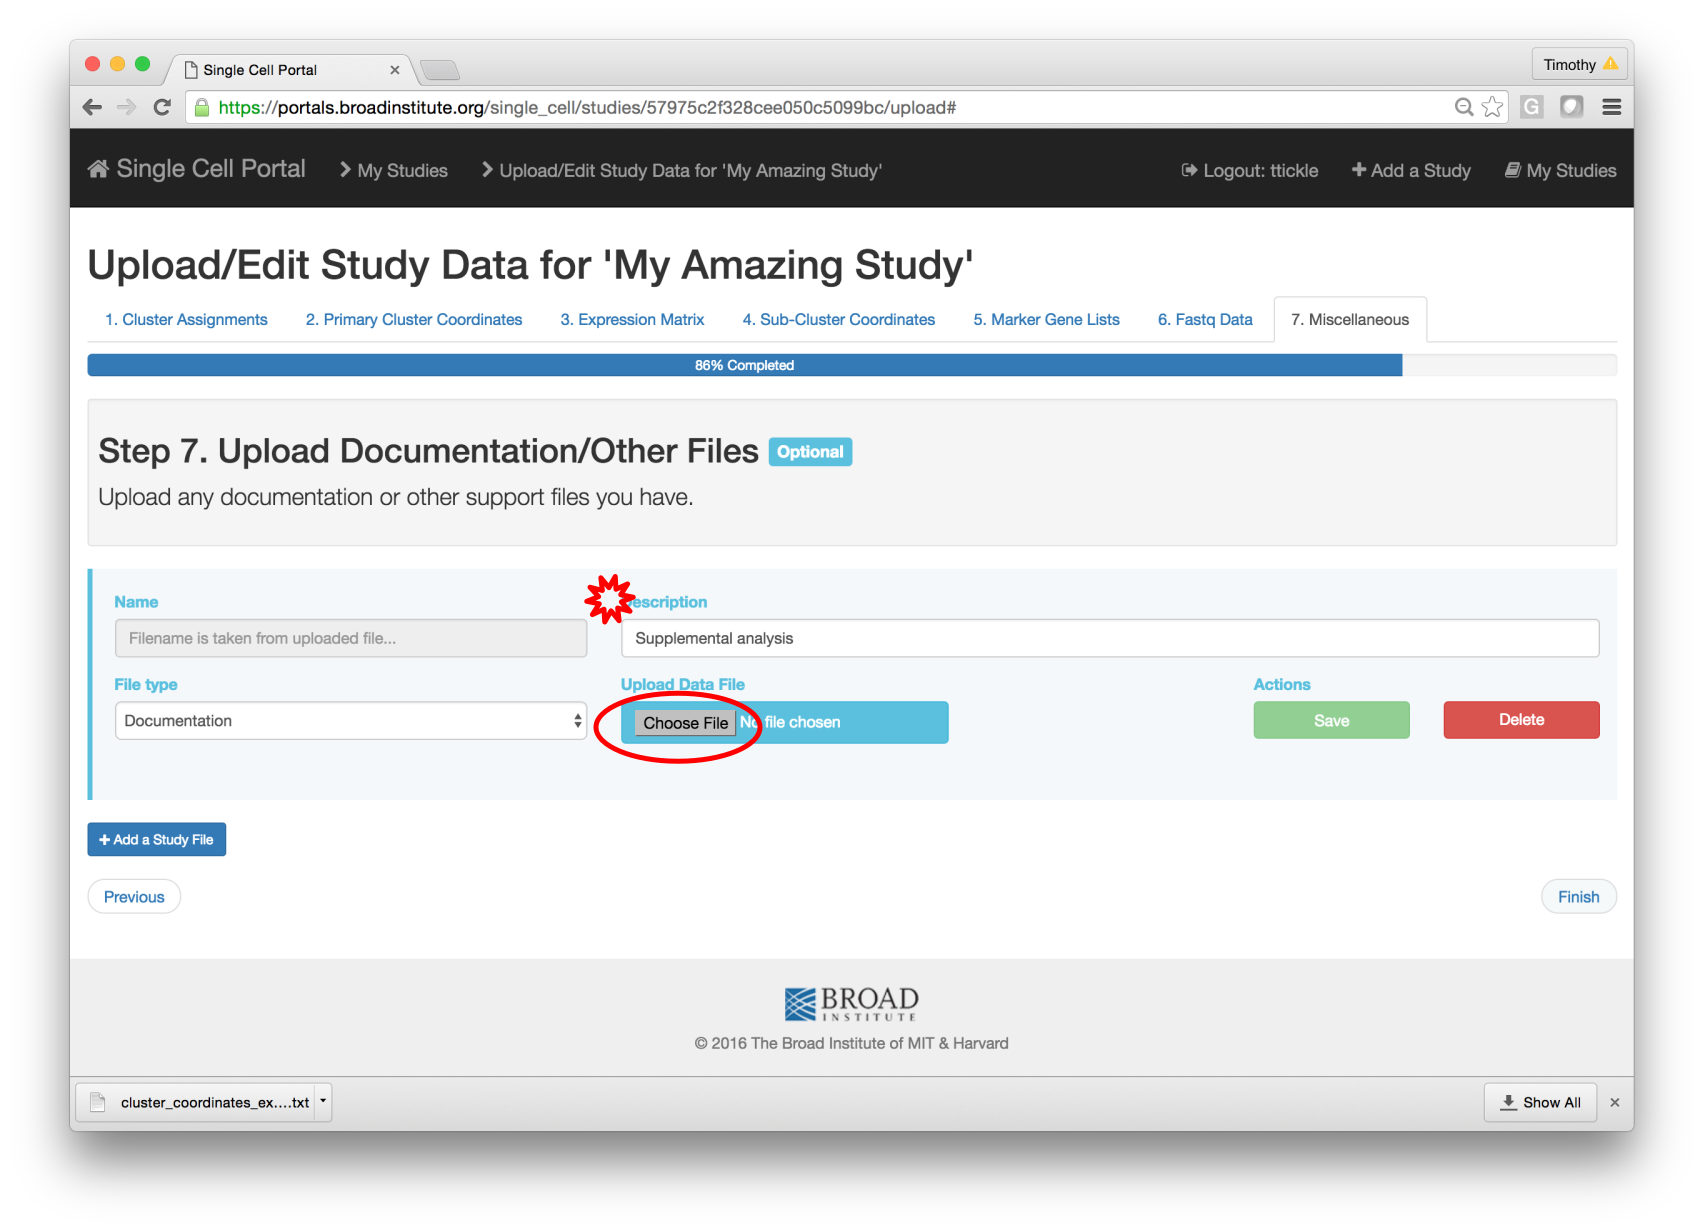 Single Cell Portal
Timothy
https://portals.broadinstitute.org/single_cell/studies/57975c2f328cee050c5099bc/upload#
G
Single Cell Portal My Studies Upload/Edit Study Data for 'My Amazing Study' Logout: ttickle Add a Study My Studies
Upload/Edit Study Data for 'My Amazing Study'
1. Cluster Assignments 2. Primary Cluster Coordinates 3. Expression Matrix 4. Sub-Cluster Coordinates 5. Marker Gene Lists 6. Fastq Data 7. Miscellaneous
86% Completed
Step 7. Upload Documentation/Other Files Optional
Upload any documentation or other support files you have.
Name escription
Filename is taken from uploaded file... Supplemental analysis
File type Upload Data File Actions
Documentation Choose File No file chosen Save Delete
+ Add a Study File
Previous Finish
BROAD
INSTITUTE
© 2016 The Broad Institute of MIT & Harvard
cluster_coordinates_ex....txt Show All